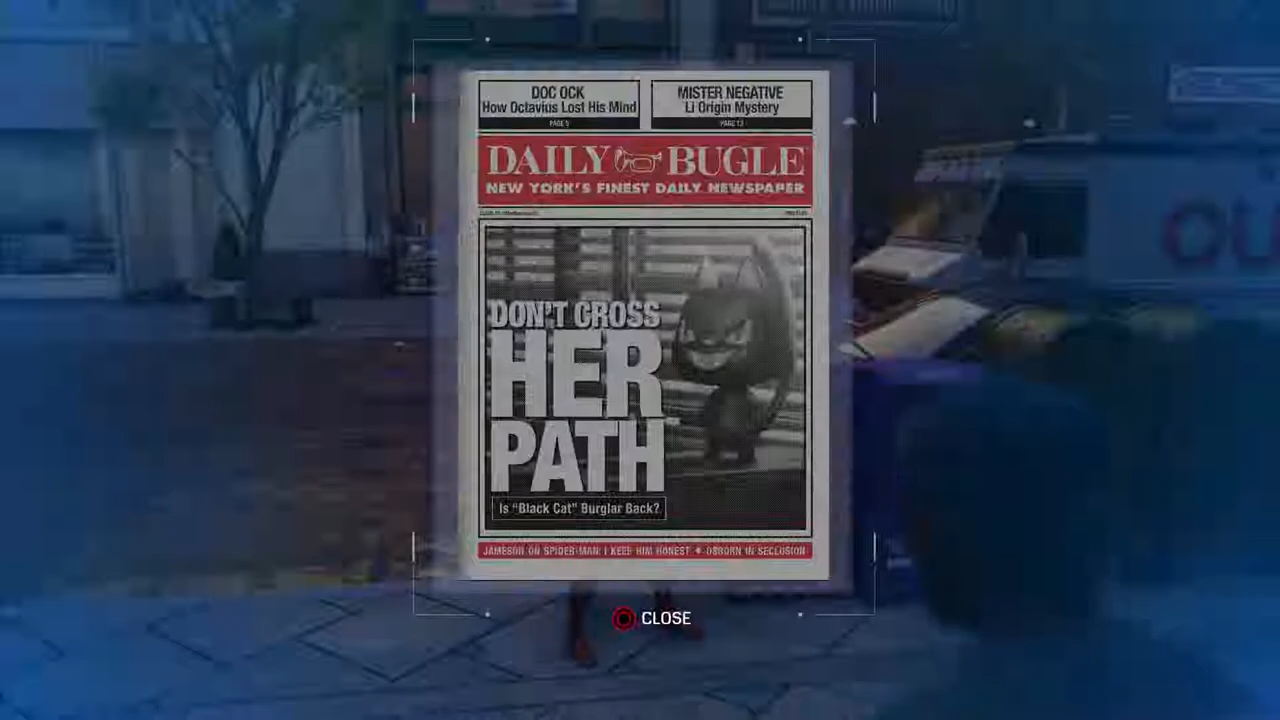 DOC OCK
How Octavius Lost His Mind
PAGE 5
MISTER NEGATIVE
Li Origin Mystery
PAGE 13
DAILY BUGLE
NEW YORK'S FINEST DAILY NEWSPAPER
DON'T CROSS
HER
PATH
Is "Black Cat" Burglar Back?
JAMESON ON SPIDER-MAN: I KEEP HIM HONEST ✦ OSBORN IN SECLUSION
CLOSE
OU